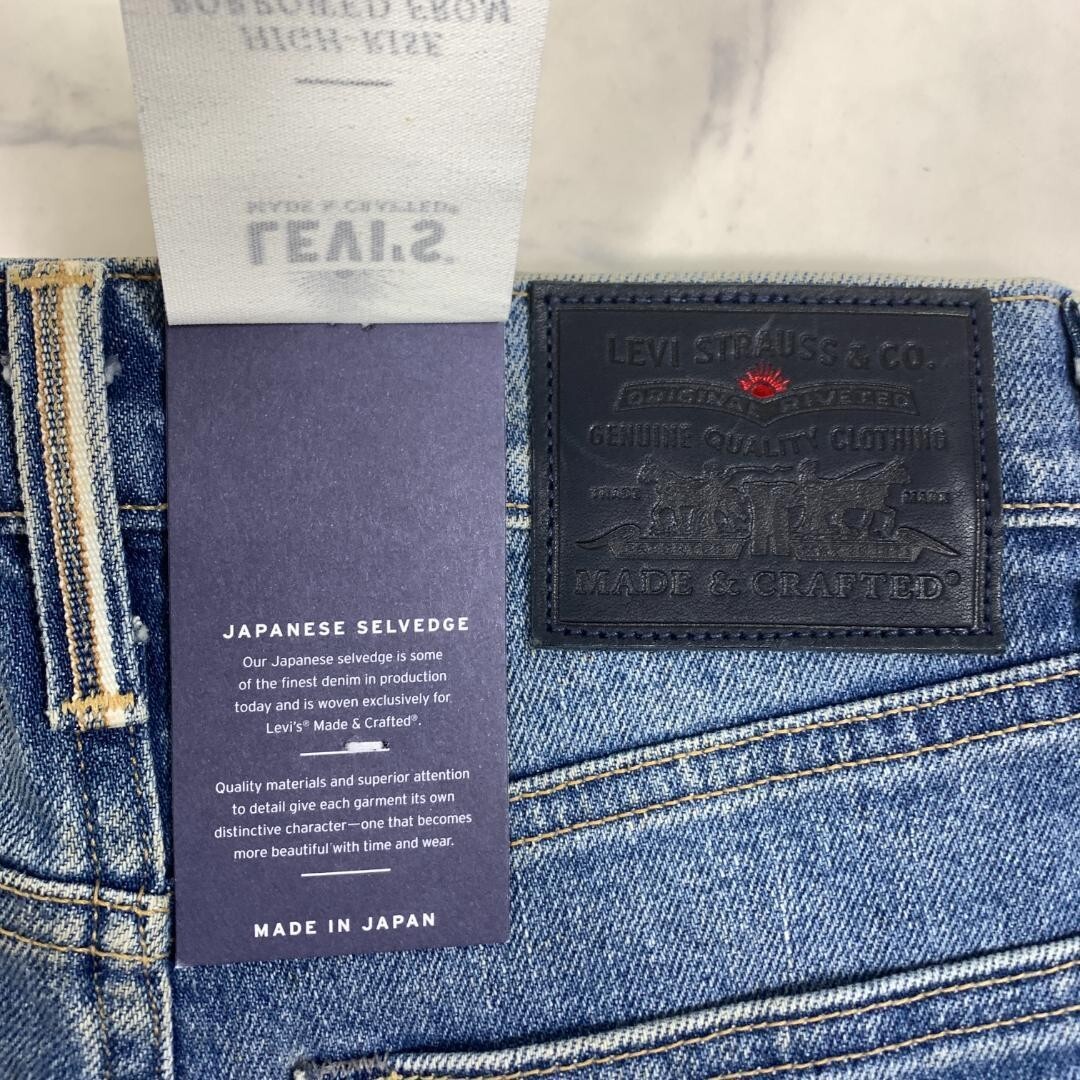 BORROWED FROM
HIGH-RISE
MADE & CRAFTED®
LEVI'S®
JAPANESE SELVEDGE
Our Japanese selvedge is some
of the finest denim in production
today and is woven exclusively for
Levi's® Made & Crafted®.
Quality materials and superior attention
to detail give each garment its own
distinctive character—one that becomes
more beautiful with time and wear.
MADE IN JAPAN
LEVI STRAUSS & CO.
ORIGINAL RIVETED
GENUINE QUALITY CLOTHING
TRADE MARK
MADE & CRAFTED®